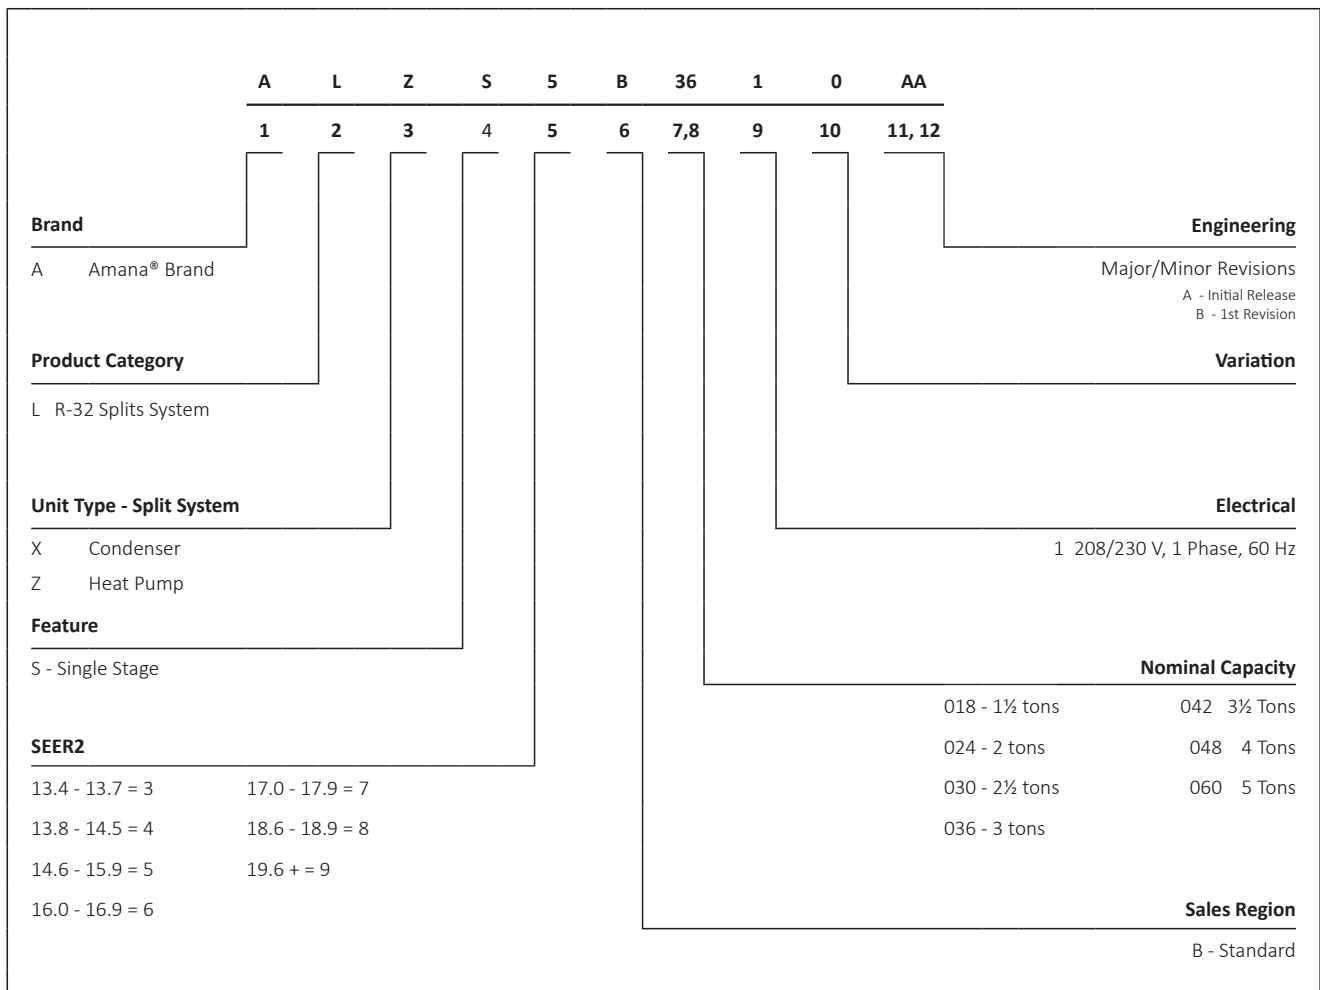 A L Z S 5 B 36 1 0 AA
1 2 3 4 5 6 7,8 9 10 11, 12
Brand
A Amana® Brand
Product Category
L R-32 Splits System
Unit Type - Split System
X Condenser
Z Heat Pump
Feature
S - Single Stage
SEER2
13.4 - 13.7 = 3 17.0 - 17.9 = 7
13.8 - 14.5 = 4 18.6 - 18.9 = 8
14.6 - 15.9 = 5 19.6 + = 9
16.0 - 16.9 = 6
Engineering
Major/Minor Revisions
A - Initial Release
B - 1st Revision
Variation
Electrical
1 208/230 V, 1 Phase, 60 Hz
Nominal Capacity
018 - 1½ tons 042 3½ Tons
024 - 2 tons 048 4 Tons
030 - 2½ tons 060 5 Tons
036 - 3 tons
Sales Region
B - Standard